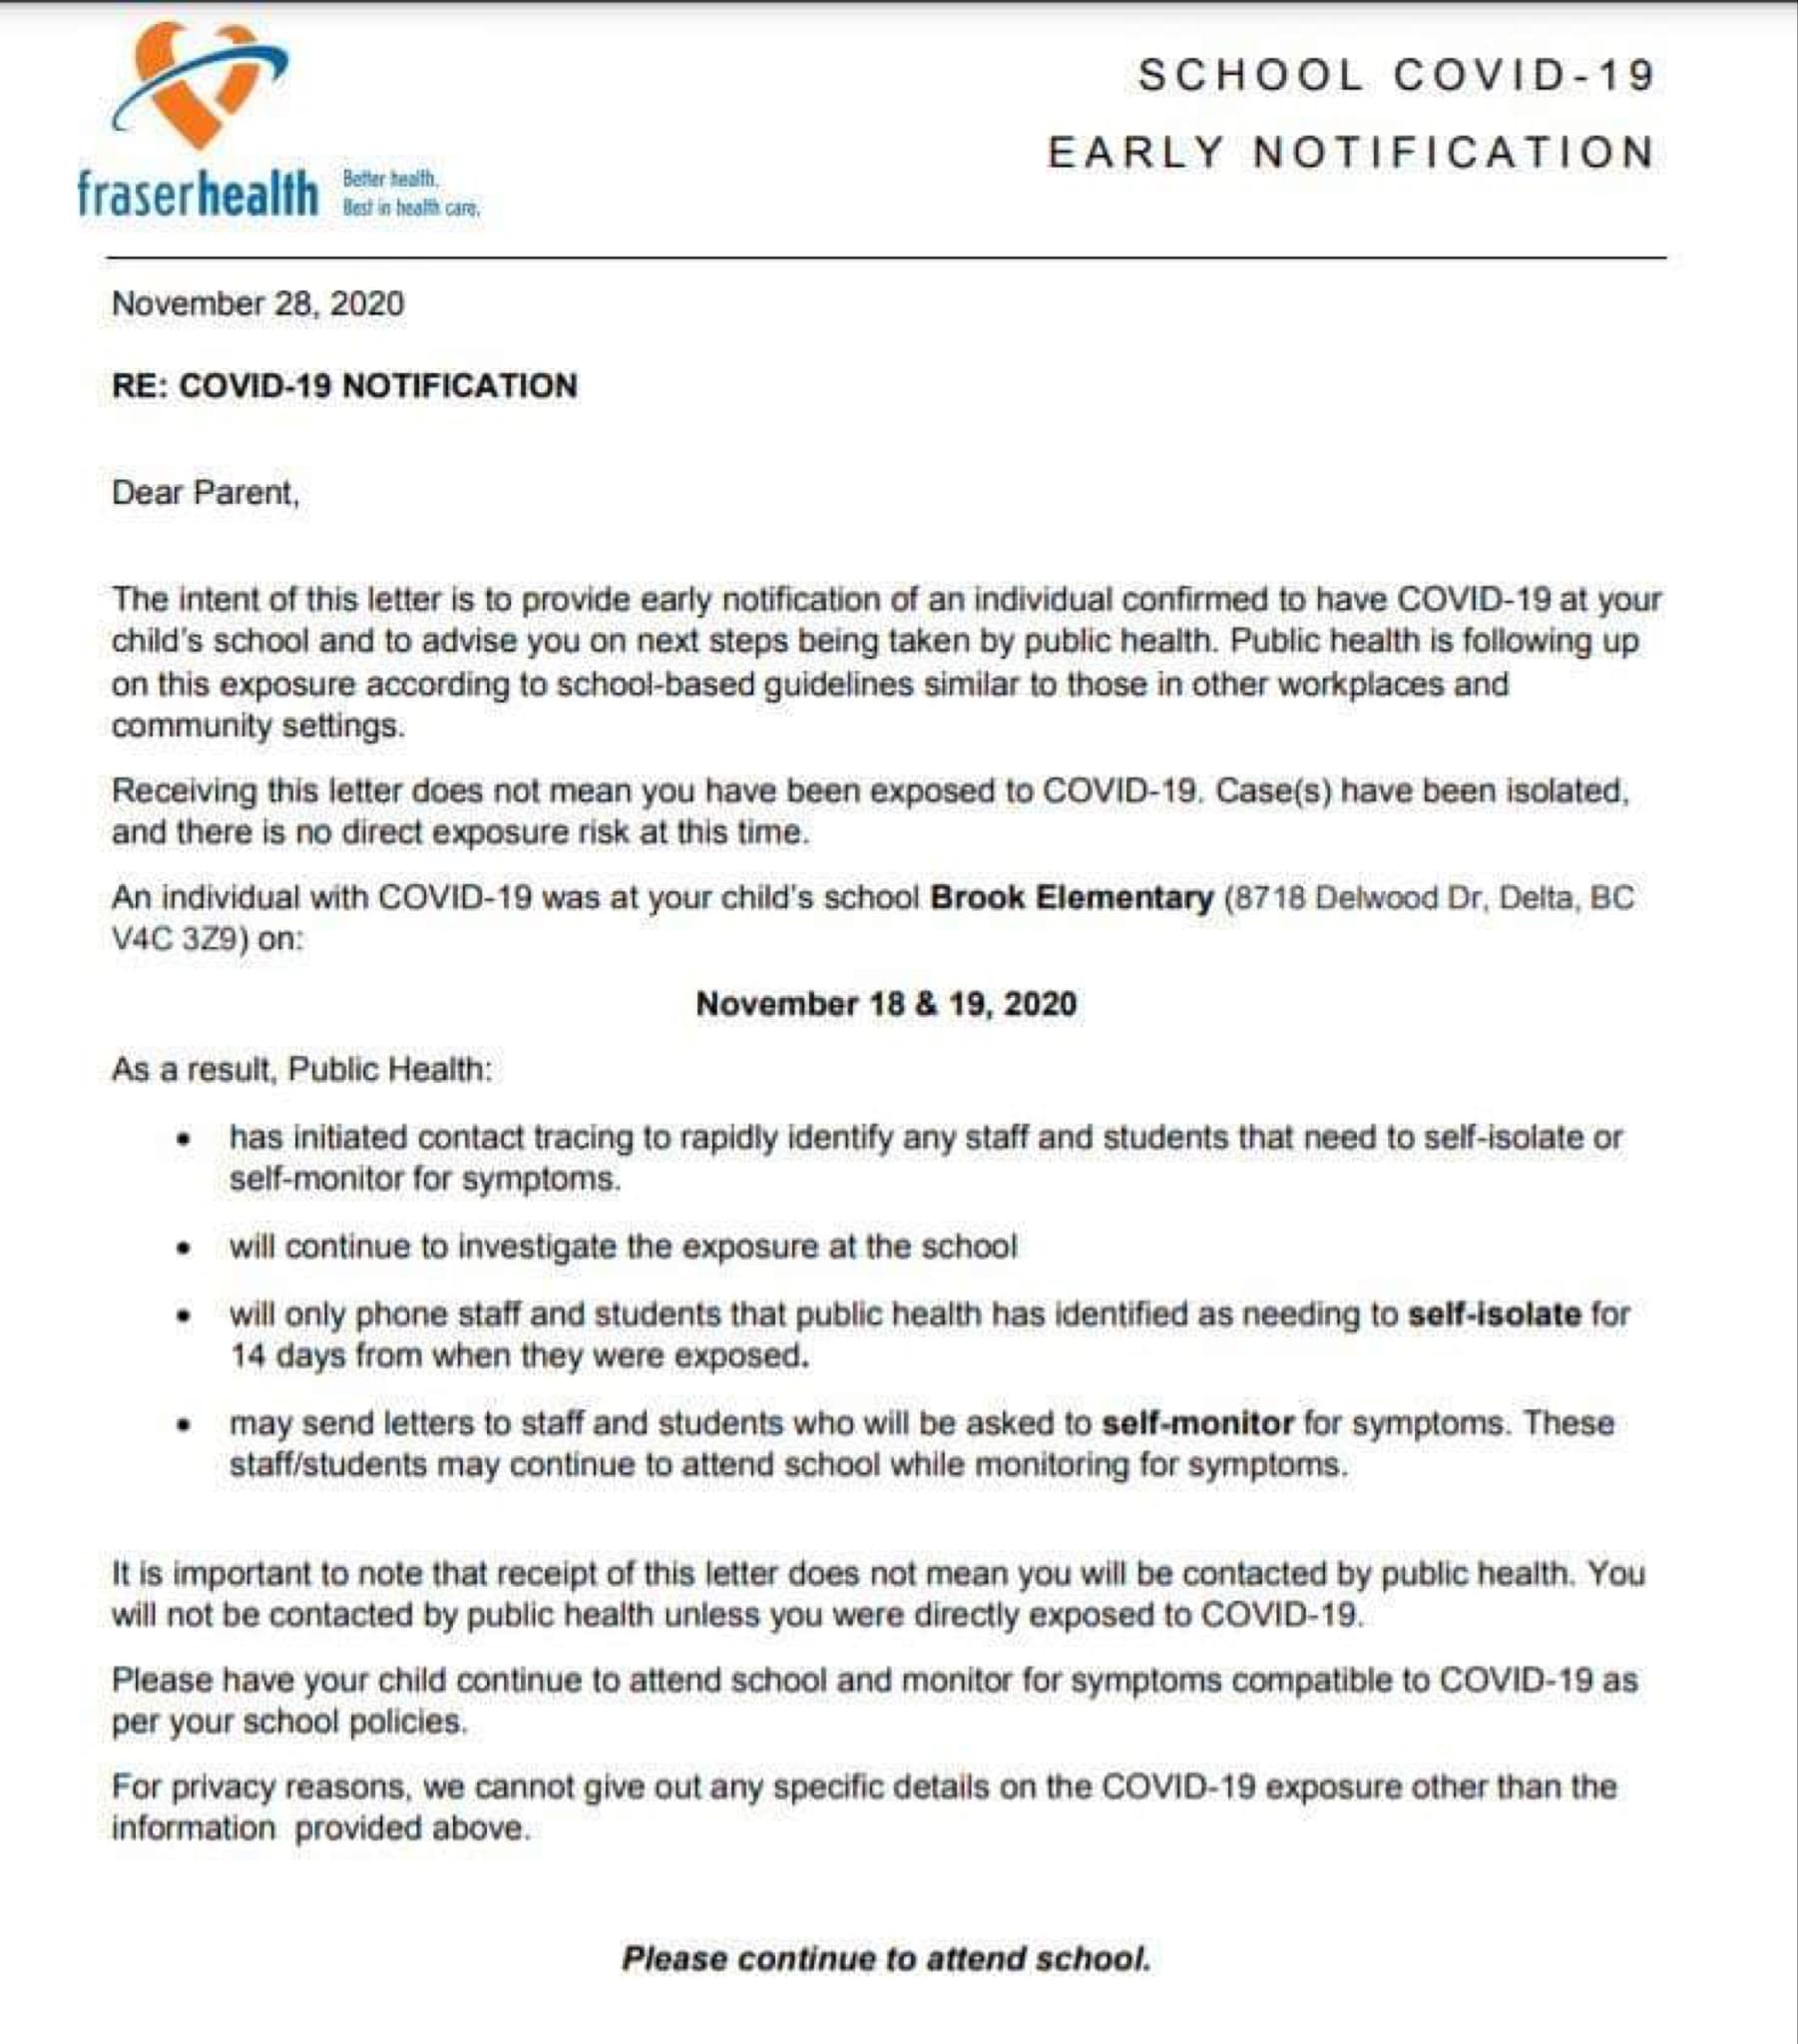 SCHOOL COVID-19
EARLY NOTIFICATION
fraserhealth
Better health.
Best in health care.
November 28, 2020
RE: COVID-19 NOTIFICATION
Dear Parent,
The intent of this letter is to provide early notification of an individual confirmed to have COVID-19 at your
child's school and to advise you on next steps being taken by public health. Public health is following up
on this exposure according to school-based guidelines similar to those in other workplaces and
community settings.
Receiving this letter does not mean you have been exposed to COVID-19. Case(s) have been isolated,
and there is no direct exposure risk at this time.
An individual with COVID-19 was at your child's school Brook Elementary (8718 Delwood Dr, Delta, BC
V4C 3Z9) on:
November 18 & 19, 2020
As a result, Public Health:
• has initiated contact tracing to rapidly identify any staff and students that need to self-isolate or
self-monitor for symptoms.
• will continue to investigate the exposure at the school
• will only phone staff and students that public health has identified as needing to self-isolate for
14 days from when they were exposed.
• may send letters to staff and students who will be asked to self-monitor for symptoms. These
staff/students may continue to attend school while monitoring for symptoms.
It is important to note that receipt of this letter does not mean you will be contacted by public health. You
will not be contacted by public health unless you were directly exposed to COVID-19.
Please have your child continue to attend school and monitor for symptoms compatible to COVID-19 as
per your school policies.
For privacy reasons, we cannot give out any specific details on the COVID-19 exposure other than the
information provided above.
Please continue to attend school.